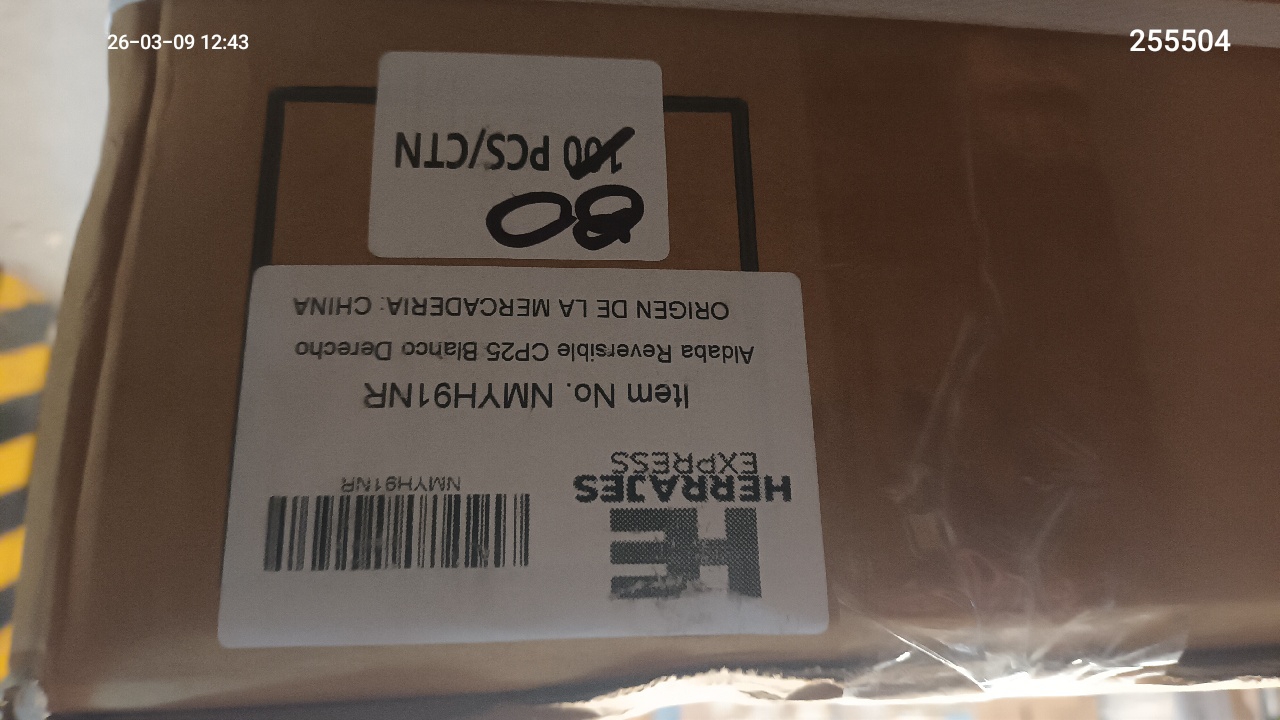 26-03-09 12:43
255504
HE
HERRAJES
EXPRESS
NMYH91NR
Item No. NMYH91NR
Aldaba Reversible CP25 Blanco Derecho
ORIGEN DE LA MERCADERIA: CHINA
80
100 PCS/CTN